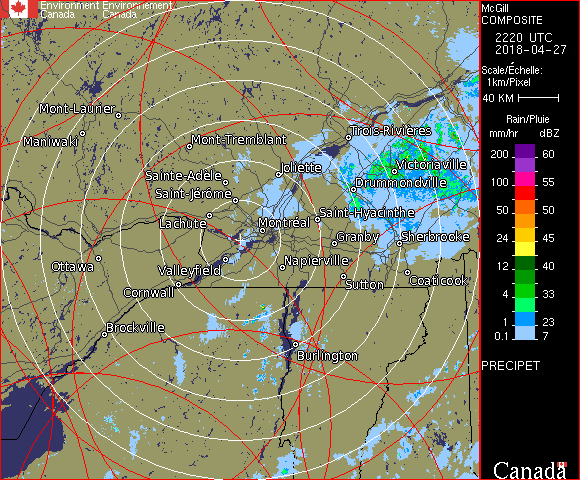 Environment Environnement
Canada Canada
McGill
COMPOSITE
2220 UTC
2018-04-27
Scale/Échelle:
1km/Pixel
40 KM
Rain/Pluie
mm/hr dBZ
200 60
100 55
50 50
24 45
12 40
4 33
1 23
0.1 7
PRECIPET
Canada
Mont-Laurier
Maniwaki
Mont-Tremblant
Trois-Rivières
Sainte-Adèle
Joliette
Victoriaville
Saint-Jérôme
Drummondville
Lachute
Montréal
Saint-Hyacinthe
Granby
Sherbrooke
Ottawa
Valleyfield
Napierville
Cornwall
Sutton
Coaticook
Brockville
Burlington